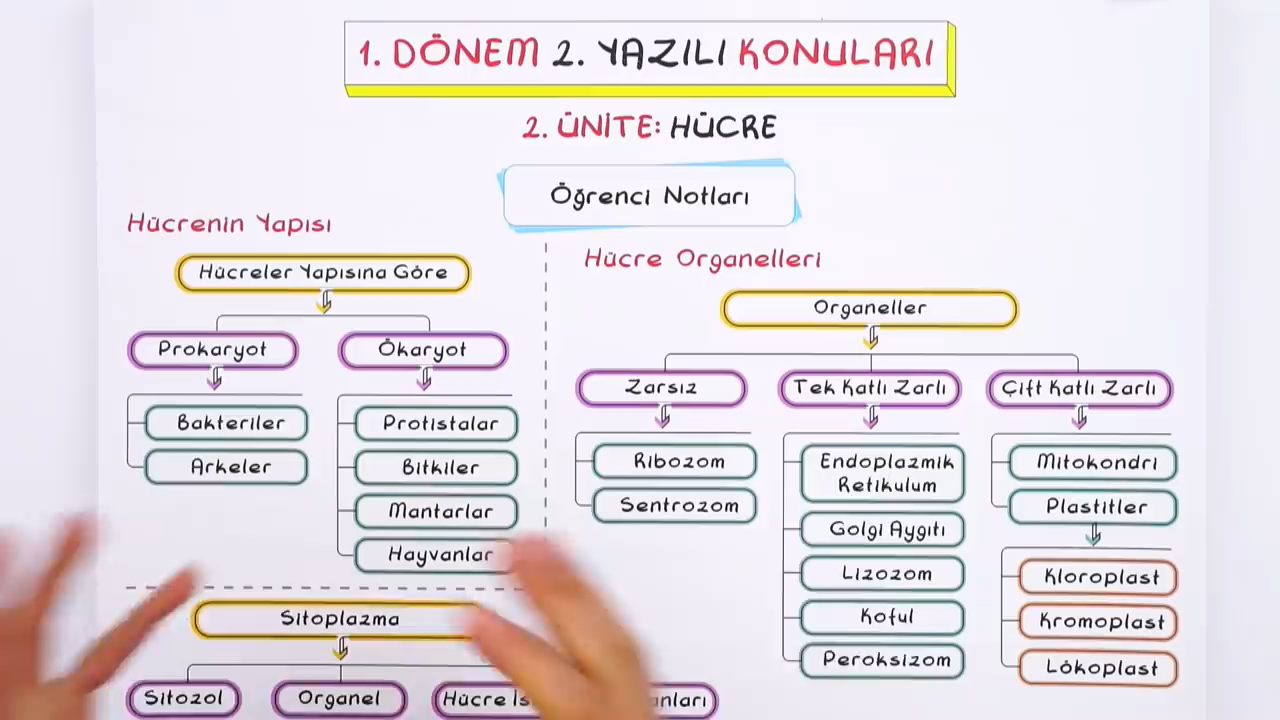 1. DÖNEM 2. YAZILI KONULARI
2. ÜNİTE: HÜCRE
Öğrenci Notları
Hücrenin Yapısı
Hücreler Yapısına Göre
Prokaryot
Ökaryot
Bakteriler
Arkeler
Protistalar
Bitkiler
Mantarlar
Hayvanlar
Hücre Organelleri
Organeller
Zarsız
Tek Katlı Zarlı
Çift Katlı Zarlı
Ribozom
Sentrozom
Endoplazmik
Retikulum
Golgi Aygıtı
Lizozom
Koful
Peroksizom
Mitokondri
Plastitler
Kloroplast
Kromoplast
Lökoplast
Sitoplazma
Sitozol
Organel
Hücre